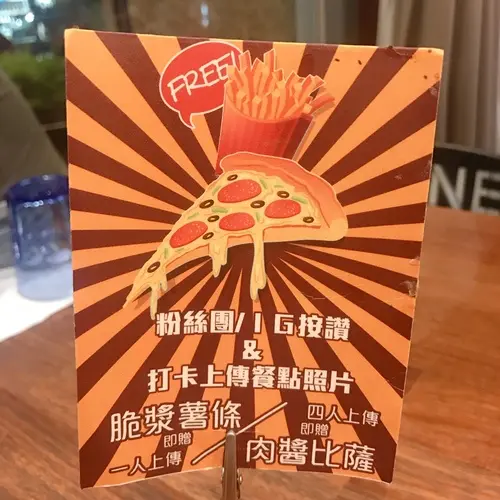 FREE!
粉絲團/IG按讚
&
打卡上傳餐點照片
一人上傳
即贈
脆漿薯條
四人上傳
即贈
肉醬比薩
NE